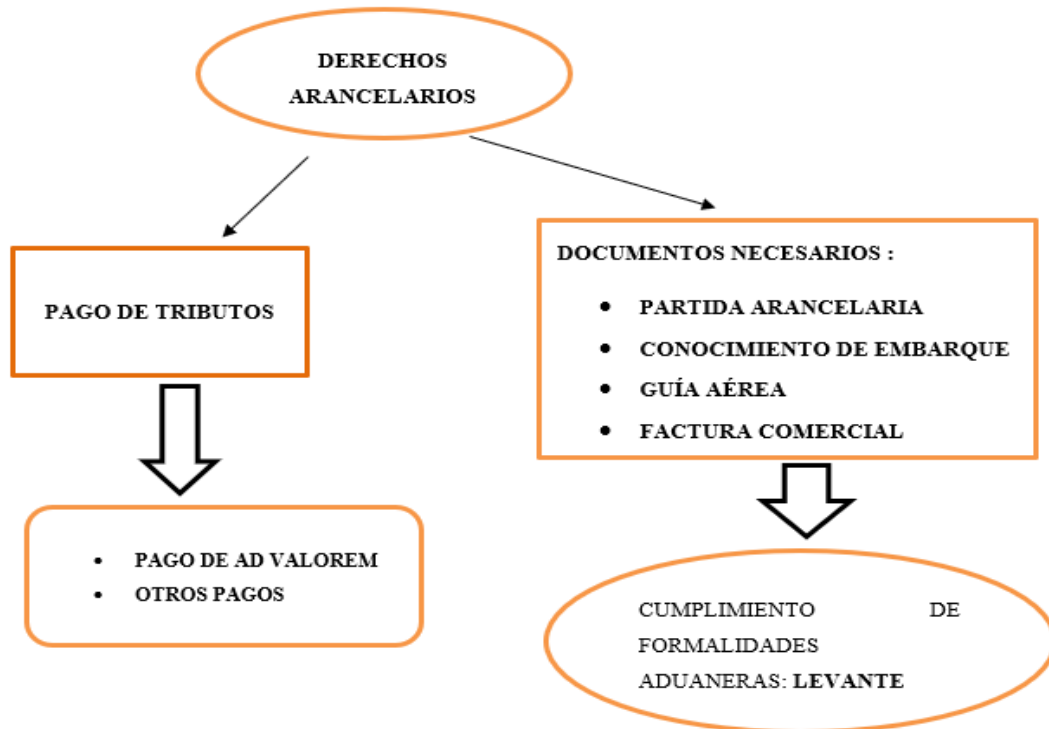 DERECHOS
ARANCELARIOS
PAGO DE TRIBUTOS
DOCUMENTOS NECESARIOS :
• PARTIDA ARANCELARIA
• CONOCIMIENTO DE EMBARQUE
• GUÍA AÉREA
• FACTURA COMERCIAL
• PAGO DE AD VALOREM
• OTROS PAGOS
CUMPLIMIENTO DE
FORMALIDADES
ADUANERAS: LEVANTE